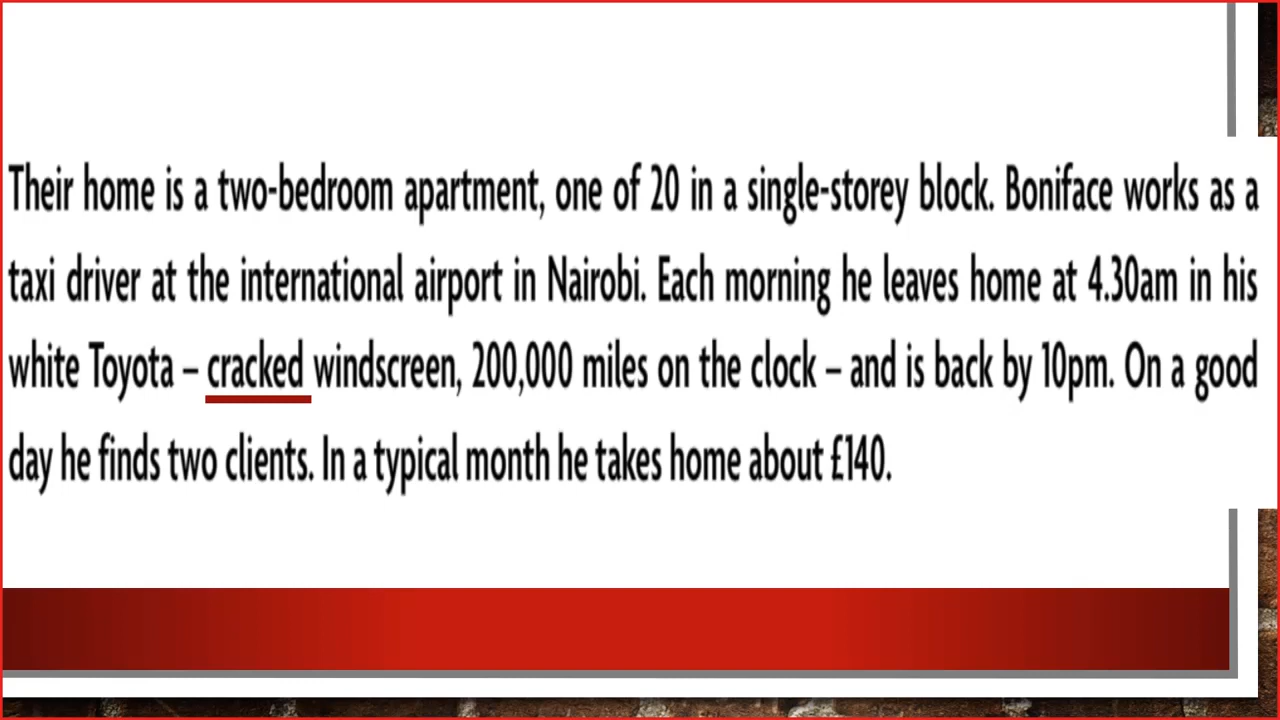 Their home is a two-bedroom apartment, one of 20 in a single-storey block. Boniface works as a
taxi driver at the international airport in Nairobi. Each morning he leaves home at 4.30am in his
white Toyota – cracked windscreen, 200,000 miles on the clock – and is back by 10pm. On a good
day he finds two clients. In a typical month he takes home about £140.